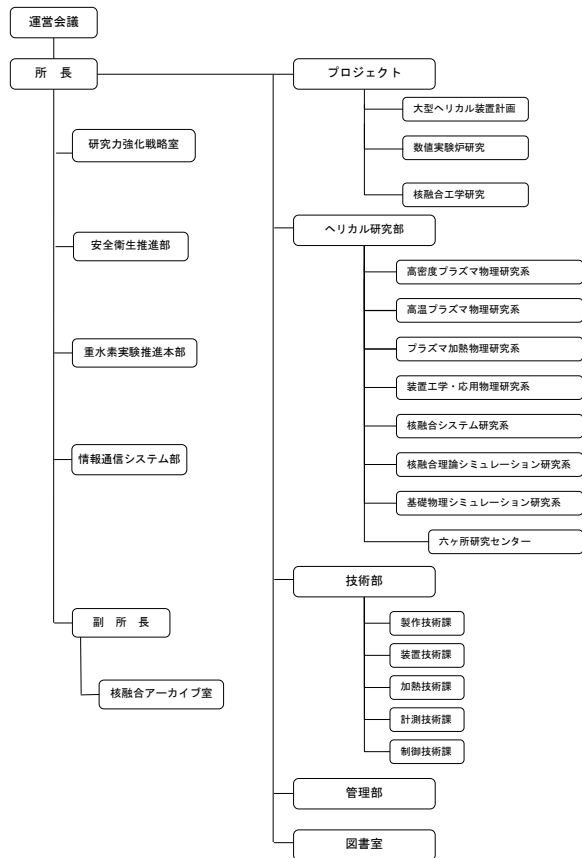 運営会議
所　長
研究力強化戦略室
安全衛生推進部
重水素実験推進本部
情報通信システム部
副　所　長
核融合アーカイブ室
プロジェクト
大型ヘリカル装置計画
数値実験炉研究
核融合工学研究
ヘリカル研究部
高密度プラズマ物理研究系
高温プラズマ物理研究系
プラズマ加熱物理研究系
装置工学・応用物理研究系
核融合システム研究系
核融合理論シミュレーション研究系
基礎物理シミュレーション研究系
六ヶ所研究センター
技術部
製作技術課
装置技術課
加熱技術課
計測技術課
制御技術課
管理部
図書室